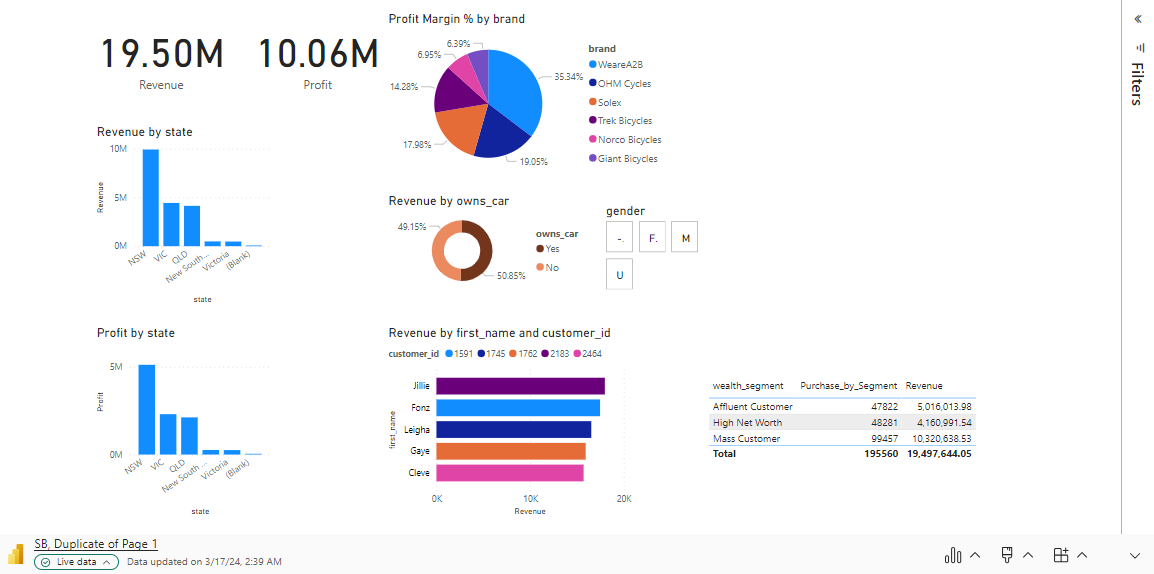 19.50M
Revenue
10.06M
Profit
Revenue by state
10M
5M
0M
Revenue
NSW
VIC
QLD
New South...
Victoria
(Blank)
state
Profit by state
5M
0M
Profit
NSW
VIC
QLD
New South ...
Victoria
(Blank)
state
Profit Margin % by brand
6.39%
6.95%
14.28%
17.98%
35.34%
19.05%
brand
WeareA2B
OHM Cycles
Solex
Trek Bicycles
Norco Bicycles
Giant Bicycles
Revenue by owns_car
49.15%
50.85%
owns_car
Yes
No
gender
-.
F.
M
U
Revenue by first_name and customer_id
customer_id 1591 1745 1762 2183 2464
first_name
Jillie
Fonz
Leigha
Gaye
Cleve
0K 10K 20K
Revenue
wealth_segment Purchase_by_Segment Revenue
Affluent Customer 47822 5,016,013.98
High Net Worth 48281 4,160,991.54
Mass Customer 99457 10,320,638.53
Total 195560 19,497,644.05
Filters
SB, Duplicate of Page 1
Live data
Data updated on 3/17/24, 2:39 AM